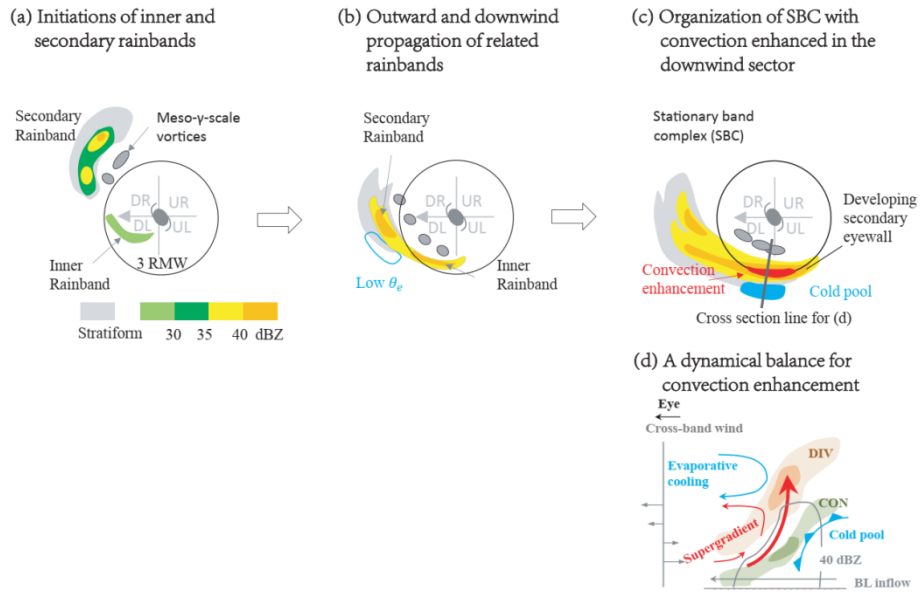 (a) Initiations of inner and
secondary rainbands
Secondary
Rainband
Meso-γ-scale
vortices
DR UR
DL UL
3 RMW
Inner
Rainband
Stratiform 30 35 40 dBZ
(b) Outward and downwind
propagation of related
rainbands
Secondary
Rainband
DR UR
DL UL
Low θe
Inner
Rainband
(c) Organization of SBC with
convection enhanced in the
downwind sector
Stationary band
complex (SBC)
DR UR
DL UL
Developing
secondary
eyewall
Convection
enhancement
Cold pool
Cross section line for (d)
(d) A dynamical balance for
convection enhancement
Eye
Cross-band wind
DIV
Evaporative
cooling
CON
Supergradient
Cold pool
40 dBZ
BL inflow